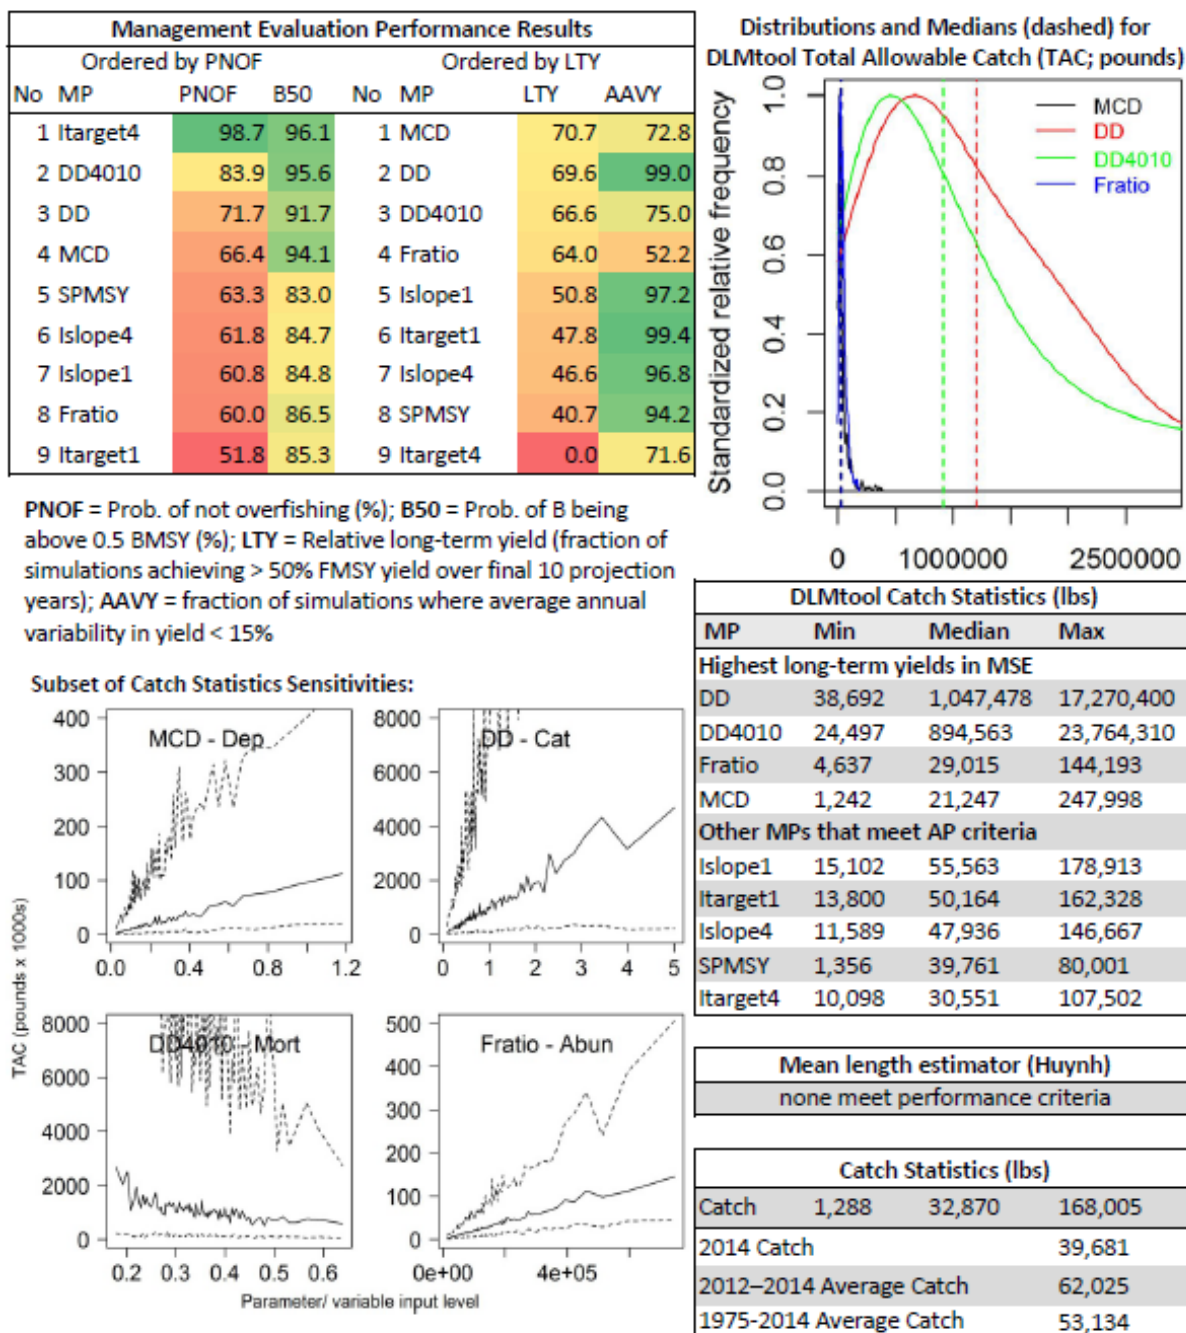 Management Evaluation Performance Results
Ordered by PNOF Ordered by LTY
No MP PNOF B50 No MP LTY AAVY
1 Itarget4 98.7 96.1 1 MCD 70.7 72.8
2 DD4010 83.9 95.6 2 DD 69.6 99.0
3 DD 71.7 91.7 3 DD4010 66.6 75.0
4 MCD 66.4 94.1 4 Fratio 64.0 52.2
5 SPMSY 63.3 83.0 5 Islope1 50.8 97.2
6 Islope4 61.8 84.7 6 Itarget1 47.8 99.4
7 Islope1 60.8 84.8 7 Islope4 46.6 96.8
8 Fratio 60.0 86.5 8 SPMSY 40.7 94.2
9 Itarget1 51.8 85.3 9 Itarget4 0.0 71.6
PNOF = Prob. of not overfishing (%); B50 = Prob. of B being
above 0.5 BMSY (%); LTY = Relative long-term yield (fraction of
simulations achieving > 50% FMSY yield over final 10 projection
years); AAVY = fraction of simulations where average annual
variability in yield < 15%
Distributions and Medians (dashed) for
DLMtool Total Allowable Catch (TAC; pounds)
Standardized relative frequency
1.0
0.8
0.6
0.4
0.2
0.0
MCD
DD
DD4010
Fratio
0 1000000 2500000
Subset of Catch Statistics Sensitivities:
TAC (pounds x 1000s)
MCD - Dep
400
300
200
100
0
0.0 0.4 0.8 1.2
DD - Cat
8000
6000
4000
2000
0
0 1 2 3 4 5
DD4010 - Mort
8000
6000
4000
2000
0
0.2 0.3 0.4 0.5 0.6
Fratio - Abun
500
400
300
200
100
0
0e+00 4e+05
Parameter/ variable input level
DLMtool Catch Statistics (lbs)
MP Min Median Max
Highest long-term yields in MSE
DD 38,692 1,047,478 17,270,400
DD4010 24,497 894,563 23,764,310
Fratio 4,637 29,015 144,193
MCD 1,242 21,247 247,998
Other MPs that meet AP criteria
Islope1 15,102 55,563 178,913
Itarget1 13,800 50,164 162,328
Islope4 11,589 47,936 146,667
SPMSY 1,356 39,761 80,001
Itarget4 10,098 30,551 107,502
Mean length estimator (Huynh)
none meet performance criteria
Catch Statistics (lbs)
Catch 1,288 32,870 168,005
2014 Catch 39,681
2012–2014 Average Catch 62,025
1975-2014 Average Catch 53,134